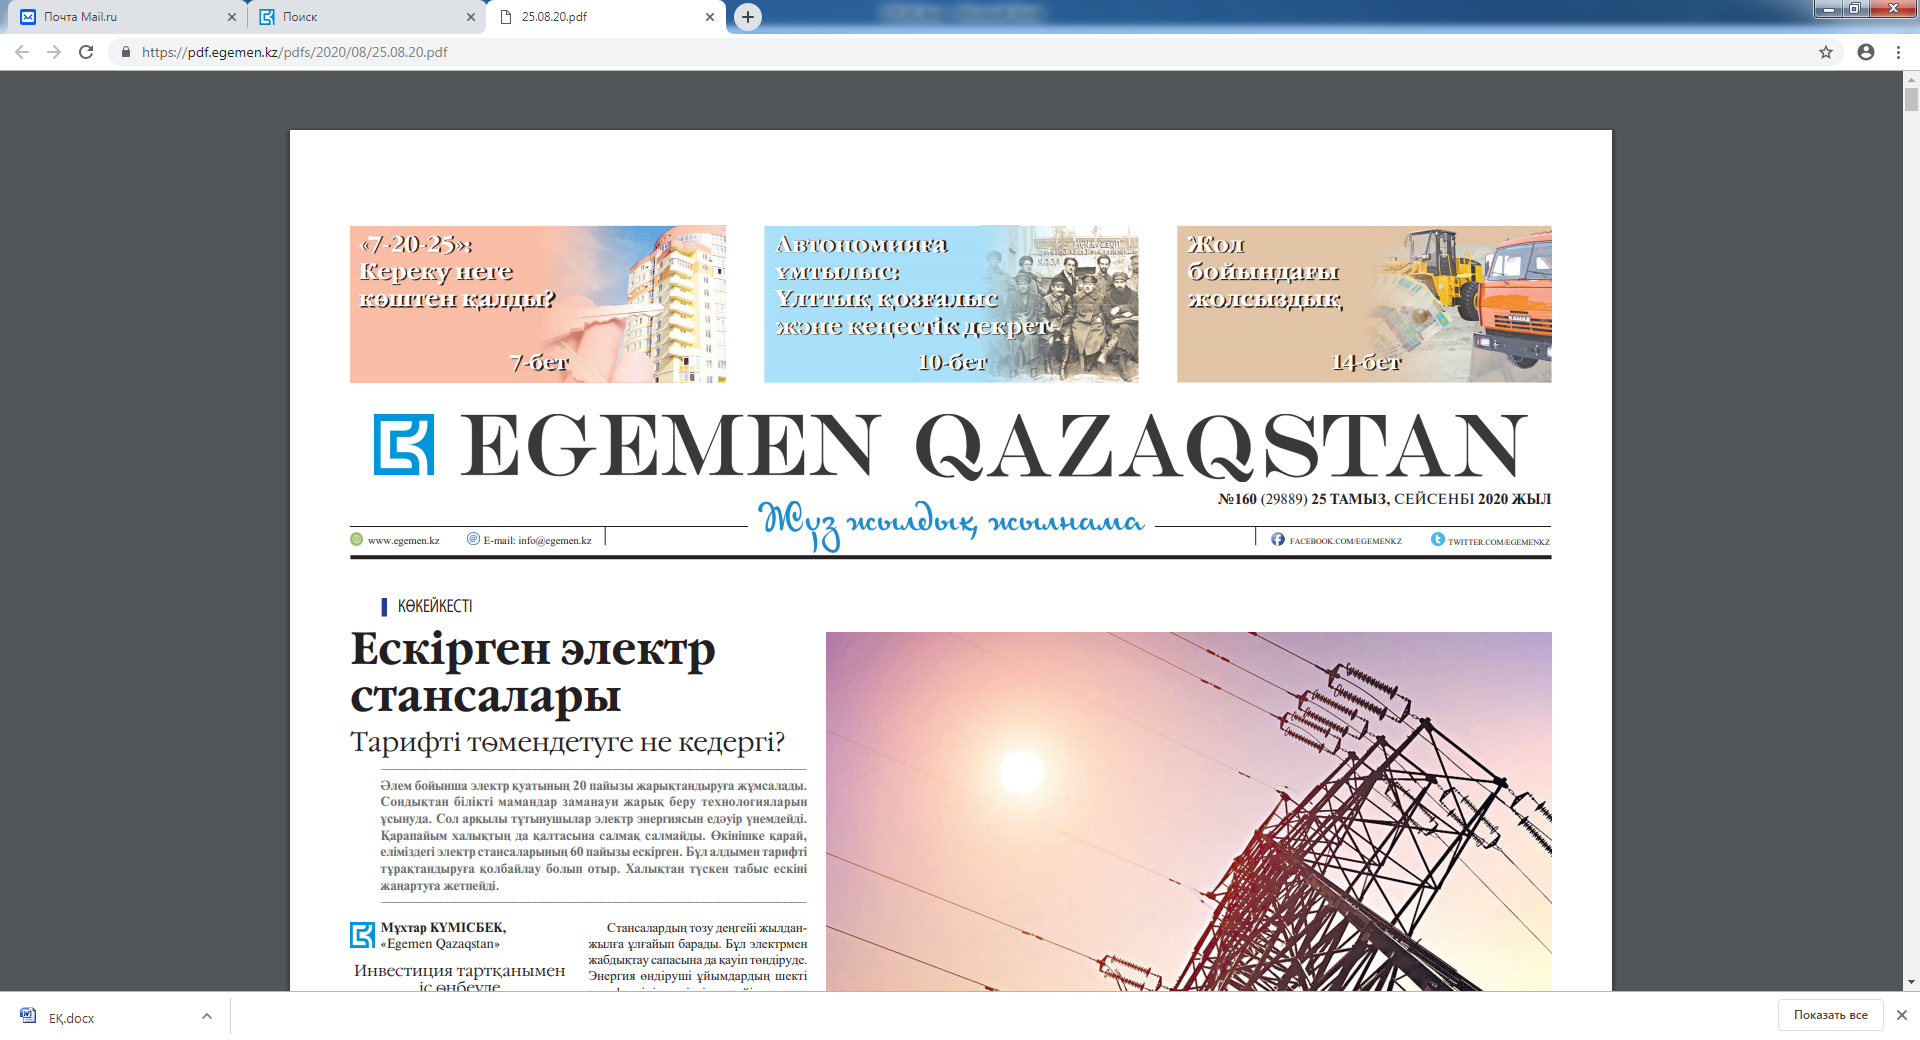 Почта Mail.ru
Поиск
25.08.20.pdf
https://pdf.egemen.kz/pdfs/2020/08/25.08.20.pdf
«7-20-25»:
Кереку неге
көптен қалды?
7-бет
Автономияға
ұмтылыс:
Ұлттық қозғалыс
және кеңестік декрет
10-бет
Жол
бойындағы
жолсыздық
14-бет
EGEMEN QAZAQSTAN
№160 (29889) 25 ТАМЫЗ, СЕЙСЕНБІ 2020 ЖЫЛ
Жүз жылдық жылнама
www.egemen.kz
E-mail: info@egemen.kz
FACEBOOK.COM/EGEMENKZ
TWITTER.COM/EGEMENKZ
КӨКЕЙКЕСТІ
Ескірген электр
стансалары
Тарифті төмендетуге не кедергі?
Әлем бойынша электр қуатының 20 пайызы жарықтандыруға жұмсалады.
Сондықтан білікті мамандар заманауи жарық беру технологияларын
ұсынуда. Сол арқылы тұтынушылар электр энергиясын едәуір үнемдейді.
Қарапайым халықтың да қалтасына салмақ салмайды. Өкінішке қарай,
еліміздегі электр стансаларының 60 пайызы ескірген. Бұл алдымен тарифті
тұрақтандыруға қолбайлау болып отыр. Халықтан түскен табыс ескіні
жаңартуға жетпейді.
Мұхтар КҮМІСБЕК,
«Egemen Qazaqstan»
Инвестиция тартқанымен
іс өнбеуде
Стансалардың тозу деңгейі жылдан-
жылға ұлғайып барады. Бұл электрмен
жабдықтау сапасына да қауіп төндіруде.
Энергия өндіруші ұйымдардың шекті
ЕҚ.docx
Показать все